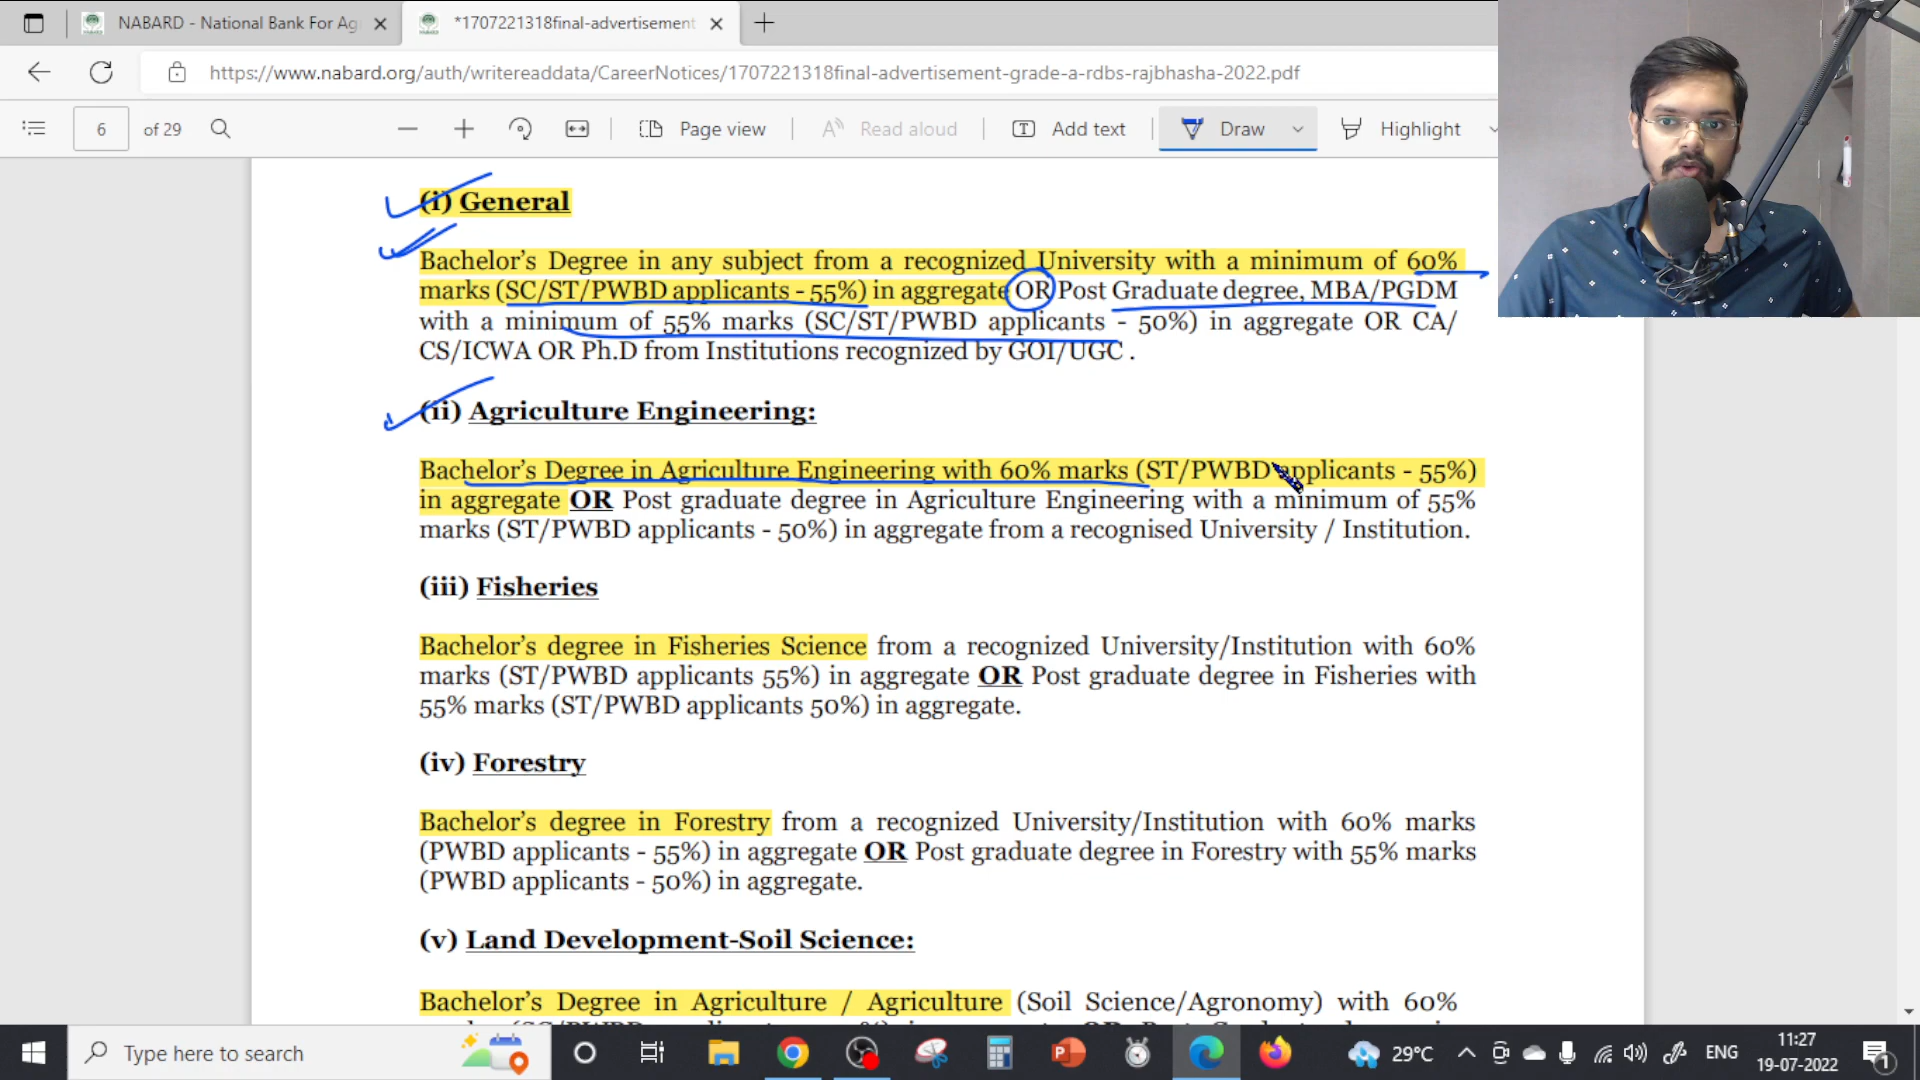 NABARD - National Bank For Ag
*1707221318final-advertisement
https://www.nabard.org/auth/writereaddata/CareerNotices/1707221318final-advertisement-grade-a-rdbs-rajbhasha-2022.pdf
6 of 29
Page view
Read aloud
Add text
Draw
Highlight
(i) General
Bachelor's Degree in any subject from a recognized University with a minimum of 60%
marks (SC/ST/PWBD applicants - 55%) in aggregate OR Post Graduate degree, MBA/PGDM
with a minimum of 55% marks (SC/ST/PWBD applicants - 50%) in aggregate OR CA/
CS/ICWA OR Ph.D from Institutions recognized by GOI/UGC .
(ii) Agriculture Engineering:
Bachelor's Degree in Agriculture Engineering with 60% marks (ST/PWBD applicants - 55%)
in aggregate OR Post graduate degree in Agriculture Engineering with a minimum of 55%
marks (ST/PWBD applicants - 50%) in aggregate from a recognised University / Institution.
(iii) Fisheries
Bachelor's degree in Fisheries Science from a recognized University/Institution with 60%
marks (ST/PWBD applicants 55%) in aggregate OR Post graduate degree in Fisheries with
55% marks (ST/PWBD applicants 50%) in aggregate.
(iv) Forestry
Bachelor's degree in Forestry from a recognized University/Institution with 60% marks
(PWBD applicants - 55%) in aggregate OR Post graduate degree in Forestry with 55% marks
(PWBD applicants - 50%) in aggregate.
(v) Land Development-Soil Science:
Bachelor's Degree in Agriculture / Agriculture (Soil Science/Agronomy) with 60%
Type here to search
29°C
ENG
11:27
19-07-2022
1